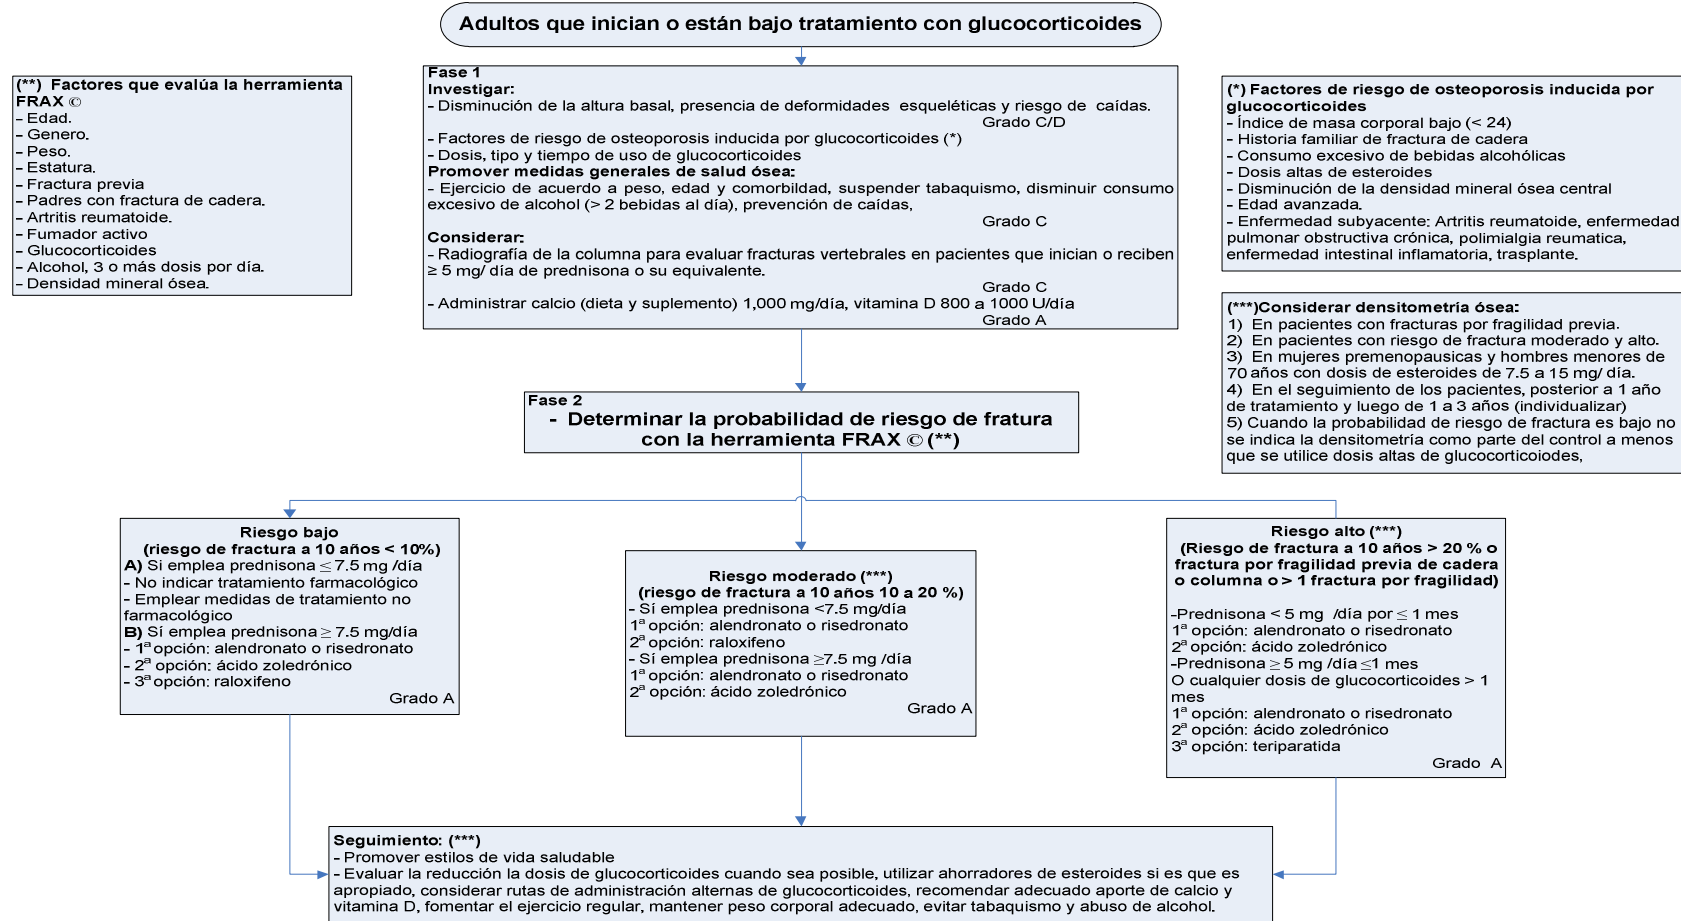 Adultos que inician o están bajo tratamiento con glucocorticoides
(**) Factores que evalúa la herramienta
FRAX ©
- Edad.
- Genero.
- Peso.
- Estatura.
- Fractura previa
- Padres con fractura de cadera.
- Artritis reumatoide.
- Fumador activo
- Glucocorticoides
- Alcohol, 3 o más dosis por día.
- Densidad mineral ósea.
Fase 1
Investigar:
- Disminución de la altura basal, presencia de deformidades esqueléticas y riesgo de caídas.
Grado C/D
- Factores de riesgo de osteoporosis inducida por glucocorticoides (*)
- Dosis, tipo y tiempo de uso de glucocorticoides
Promover medidas generales de salud ósea:
- Ejercicio de acuerdo a peso, edad y comorbildad, suspender tabaquismo, disminuir consumo
excesivo de alcohol (> 2 bebidas al día), prevención de caídas,
Grado C
Considerar:
- Radiografía de la columna para evaluar fracturas vertebrales en pacientes que inician o reciben
≥ 5 mg/ día de prednisona o su equivalente.
Grado C
- Administrar calcio (dieta y suplemento) 1,000 mg/día, vitamina D 800 a 1000 U/día
Grado A
(*) Factores de riesgo de osteoporosis inducida por
glucocorticoides
- Índice de masa corporal bajo (< 24)
- Historia familiar de fractura de cadera
- Consumo excesivo de bebidas alcohólicas
- Dosis altas de esteroides
- Disminución de la densidad mineral ósea central
- Edad avanzada.
- Enfermedad subyacente: Artritis reumatoide, enfermedad
pulmonar obstructiva crónica, polimialgia reumatica,
enfermedad intestinal inflamatoria, trasplante.
(***)Considerar densitometría ósea:
1) En pacientes con fracturas por fragilidad previa.
2) En pacientes con riesgo de fractura moderado y alto.
3) En mujeres premenopausicas y hombres menores de
70 años con dosis de esteroides de 7.5 a 15 mg/ día.
4) En el seguimiento de los pacientes, posterior a 1 año
de tratamiento y luego de 1 a 3 años (individualizar)
5) Cuando la probabilidad de riesgo de fractura es bajo no
se indica la densitometría como parte del control a menos
que se utilice dosis altas de glucocorticoiodes,
Fase 2
- Determinar la probabilidad de riesgo de fratura
con la herramienta FRAX © (**)
Riesgo bajo
(riesgo de fractura a 10 años < 10%)
A) Si emplea prednisona ≤ 7.5 mg /día
- No indicar tratamiento farmacológico
- Emplear medidas de tratamiento no
farmacológico
B) Sí emplea prednisona ≥ 7.5 mg/día
- 1ª opción: alendronato o risedronato
- 2ª opción: ácido zoledrónico
- 3ª opción: raloxifeno
Grado A
Riesgo moderado (***)
(riesgo de fractura a 10 años 10 a 20 %)
- Sí emplea prednisona <7.5 mg/día
1ª opción: alendronato o risedronato
2ª opción: raloxifeno
- Sí emplea prednisona ≥7.5 mg /día
1ª opción: alendronato o risedronato
2ª opción: ácido zoledrónico
Grado A
Riesgo alto (***)
(Riesgo de fractura a 10 años > 20 % o
fractura por fragilidad previa de cadera
o columna o > 1 fractura por fragilidad)
-Prednisona < 5 mg /día por ≤ 1 mes
1ª opción: alendronato o risedronato
2ª opción: ácido zoledrónico
-Prednisona ≥ 5 mg /día ≤1 mes
O cualquier dosis de glucocorticoides > 1
mes
1ª opción: alendronato o risedronato
2ª opción: ácido zoledrónico
3ª opción: teriparatida
Grado A
Seguimiento: (***)
- Promover estilos de vida saludable
- Evaluar la reducción la dosis de glucocorticoides cuando sea posible, utilizar ahorradores de esteroides si es que es
apropiado, considerar rutas de administración alternas de glucocorticoides, recomendar adecuado aporte de calcio y
vitamina D, fomentar el ejercicio regular, mantener peso corporal adecuado, evitar tabaquismo y abuso de alcohol.